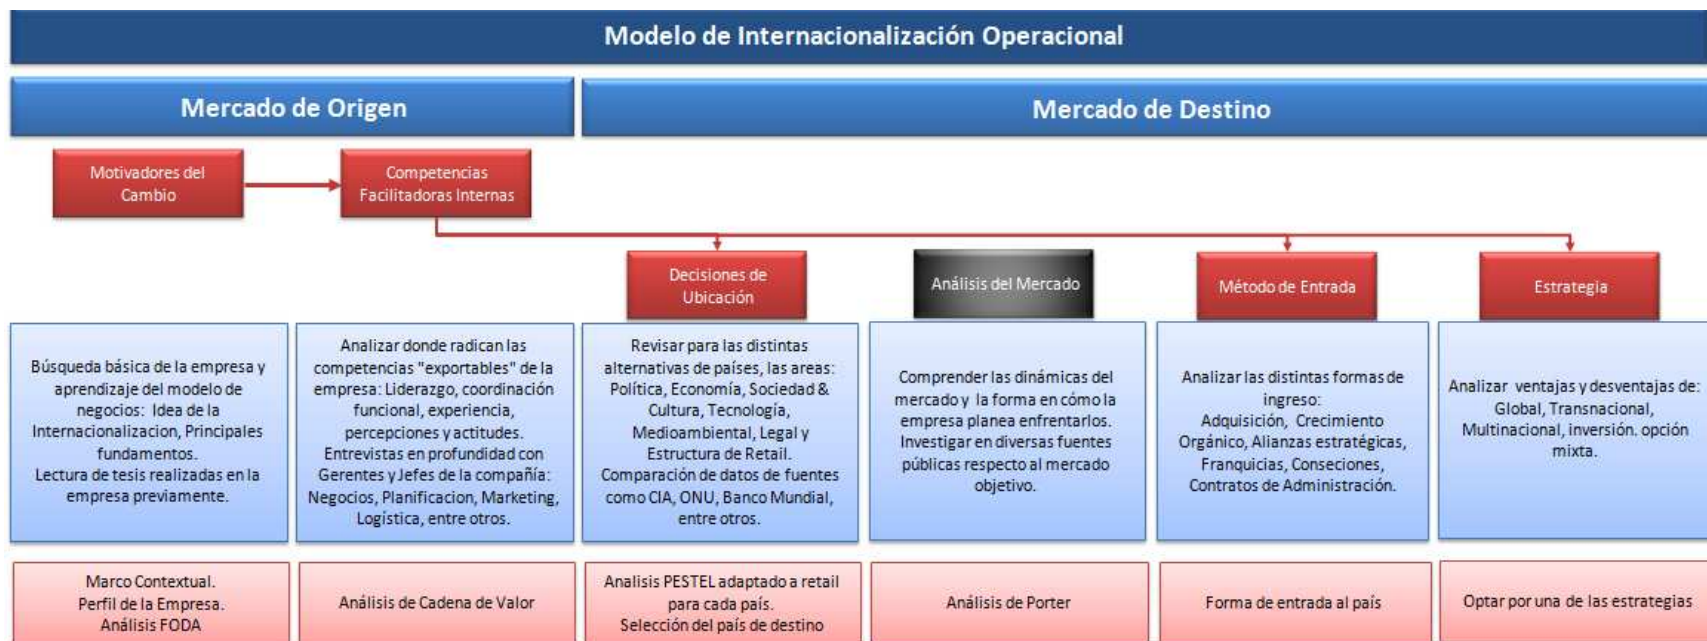 Modelo de Internacionalización Operacional
Mercado de Origen
Mercado de Destino
Motivadores del
Cambio
Competencias
Facilitadoras Internas
Decisiones de
Ubicación
Análisis del Mercado
Método de Entrada
Estrategia
Búsqueda básica de la empresa y
aprendizaje del modelo de
negocios: Idea de la
Internacionalizacion, Principales
fundamentos.
Lectura de tesis realizadas en la
empresa previamente.
Analizar donde radican las
competencias "exportables" de la
empresa: Liderazgo, coordinación
funcional, experiencia,
percepciones y actitudes.
Entrevistas en profundidad con
Gerentes y Jefes de la compañía:
Negocios, Planificacion, Marketing,
Logística, entre otros.
Revisar para las distintas
alternativas de países, las areas:
Política, Economía, Sociedad &
Cultura, Tecnología,
Medioambiental, Legal y
Estructura de Retail.
Comparación de datos de fuentes
como CIA, ONU, Banco Mundial,
entre otros.
Comprender las dinámicas del
mercado y la forma en cómo la
empresa planea enfrentarlos.
Investigar en diversas fuentes
públicas respecto al mercado
objetivo.
Analizar las distintas formas de
ingreso:
Adquisición, Crecimiento
Orgánico, Alianzas estratégicas,
Franquicias, Conseciones,
Contratos de Administración.
Analizar ventajas y desventajas de:
Global, Transnacional,
Multinacional, inversión. opción
mixta.
Marco Contextual.
Perfil de la Empresa.
Análisis FODA
Análisis de Cadena de Valor
Analisis PESTEL adaptado a retail
para cada país.
Selección del país de destino
Análisis de Porter
Forma de entrada al país
Optar por una de las estrategias